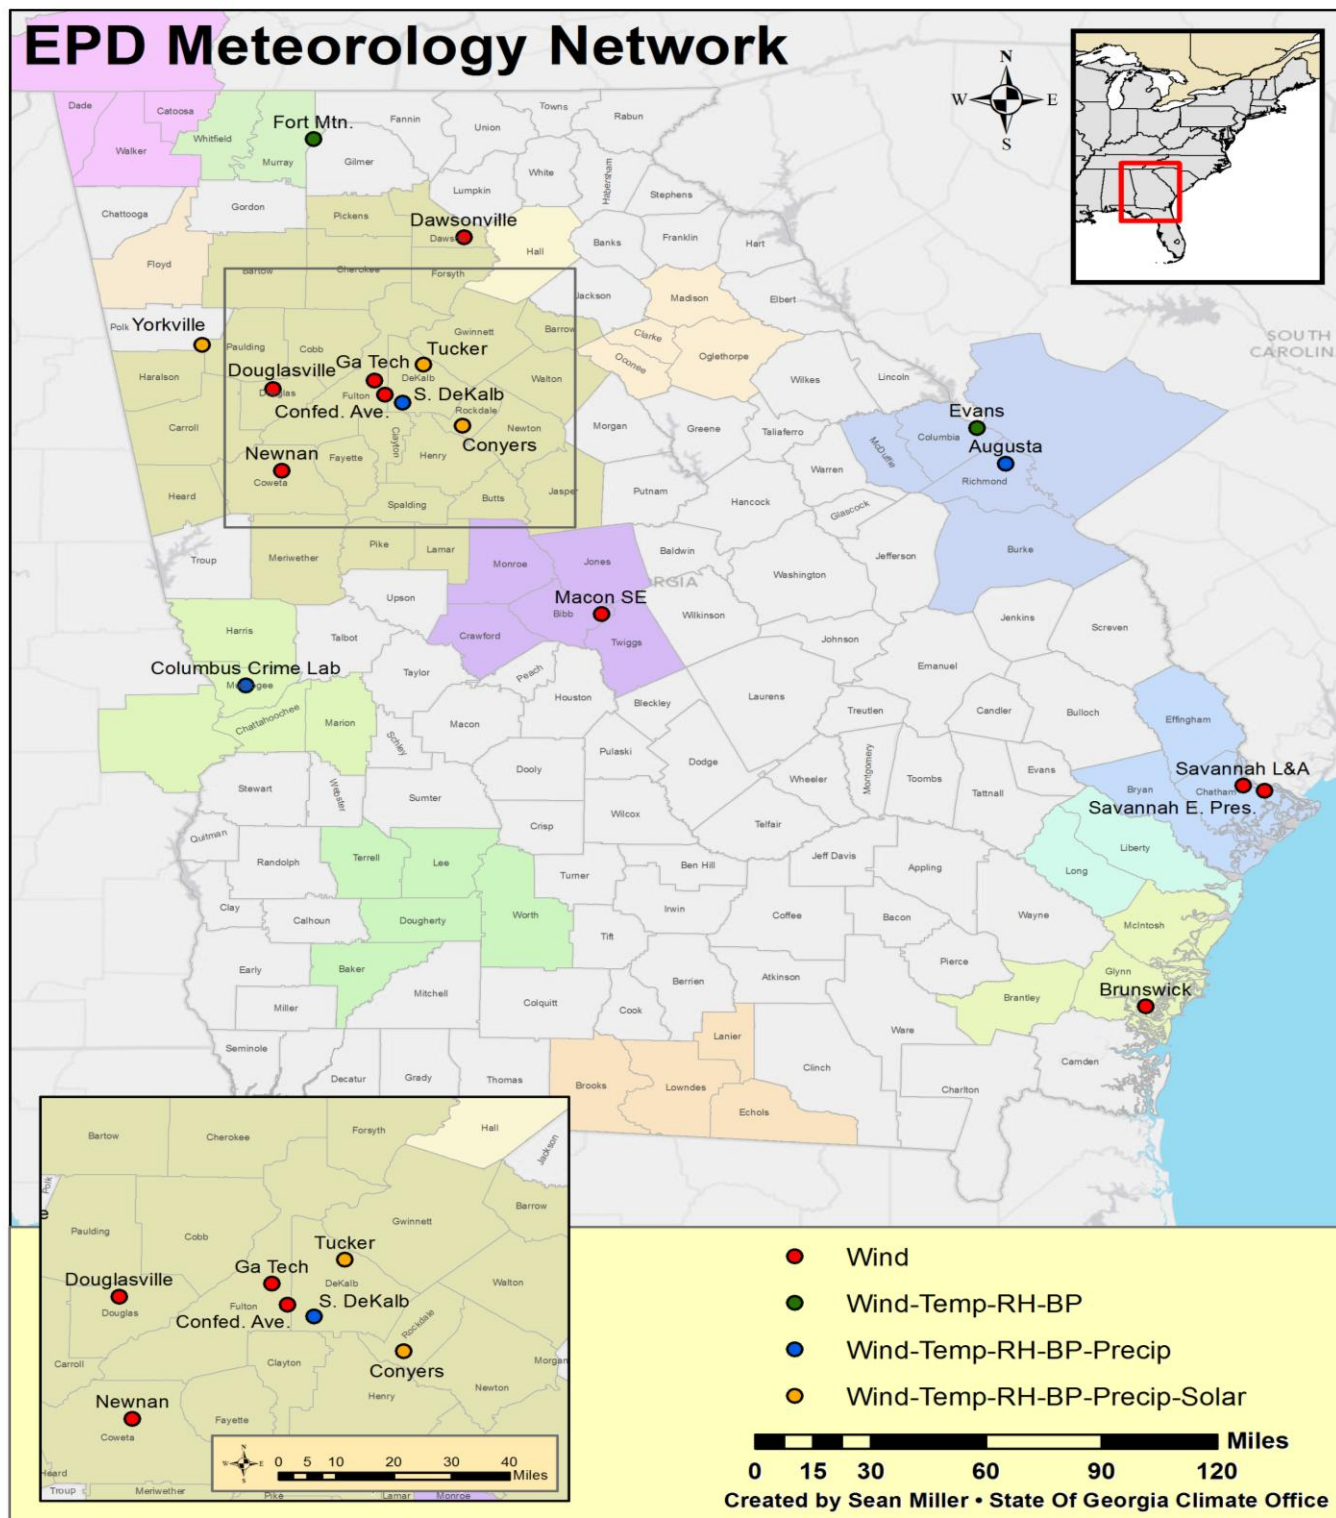 EPD Meteorology Network
N
W E
S
Dade
Catoosa
Walker
Whitfield
Murray
Fort Mtn.
Fannin
Gilmer
Union
Towns
Rabun
White
Habersham
Lumpkin
Stephens
Chattooga
Gordon
Pickens
Dawsonville
Daws
Hall
Banks
Franklin
Hart
Floyd
Bartow
Cherokee
Forsyth
Jackson
Madison
Elbert
SOUTH
CAROLIN
Polk
Yorkville
Paulding
Cobb
Gwinnett
Barrow
Clarke
Oconee
Oglethorpe
Wilkes
Lincoln
Haralson
Douglasville
Douglas
Ga Tech
Tucker
DeKalb
Fulton
S. DeKalb
Confed. Ave.
Rockdale
Conyers
Walton
Newton
Carroll
Newnan
Coweta
Fayette
Clayton
Henry
Heard
Spalding
Butts
Jasper
Morgan
Greene
Taliaferro
Putnam
Hancock
Warren
Glascock
McDuffie
Columbia
Evans
Augusta
Richmond
Burke
Jefferson
Troup
Meriwether
Pike
Lamar
Monroe
Jones
Baldwin
RGIA
Washington
Upson
Macon SE
Bibb
Wilkinson
Crawford
Twiggs
Jenkins
Screven
Johnson
Emanuel
Harris
Talbot
Columbus Crime Lab
M gee
Taylor
Peach
Houston
Bleckley
Laurens
Treutlen
Candler
Bulloch
Effingham
Chattahoochee
Marion
Schley
Macon
Pulaski
Dodge
Wheeler
Montgomery
Toombs
Tattnall
Evans
Bryan
Chatham
Savannah L&A
Savannah E. Pres.
Stewart
Webster
Sumter
Dooly
Wilcox
Crisp
Telfair
Quitman
Randolph
Terrell
Lee
Turner
Ben Hill
Jeff Davis
Appling
Long
Liberty
Clay
Calhoun
Dougherty
Worth
Irwin
Coffee
Bacon
Wayne
McIntosh
Tift
Early
Baker
Mitchell
Berrien
Atkinson
Pierce
Glynn
Brunswick
Brantley
Miller
Colquitt
Cook
Ware
Seminole
Decatur
Grady
Thomas
Brooks
Lowndes
Lanier
Echols
Clinch
Charlton
Camden
Bartow
Cherokee
Forsyth
Hall
Jackson
Polk
e
Paulding
Cobb
Gwinnett
Barrow
Tucker
Ga Tech
DeKalb
Walton
Douglasville
Douglas
Fulton
S. DeKalb
Confed. Ave.
Rockdale
Conyers
Carroll
Clayton
Morgan
Newton
Henry
Newnan
Coweta
Fayette
Heard
N
W E
S
0 5 10 20 30 40
Miles
Troup
Meriwether
Pike
Lamar
Monroe
Wind
Wind-Temp-RH-BP
Wind-Temp-RH-BP-Precip
Wind-Temp-RH-BP-Precip-Solar
Miles
0 15 30 60 90 120
Created by Sean Miller • State Of Georgia Climate Office